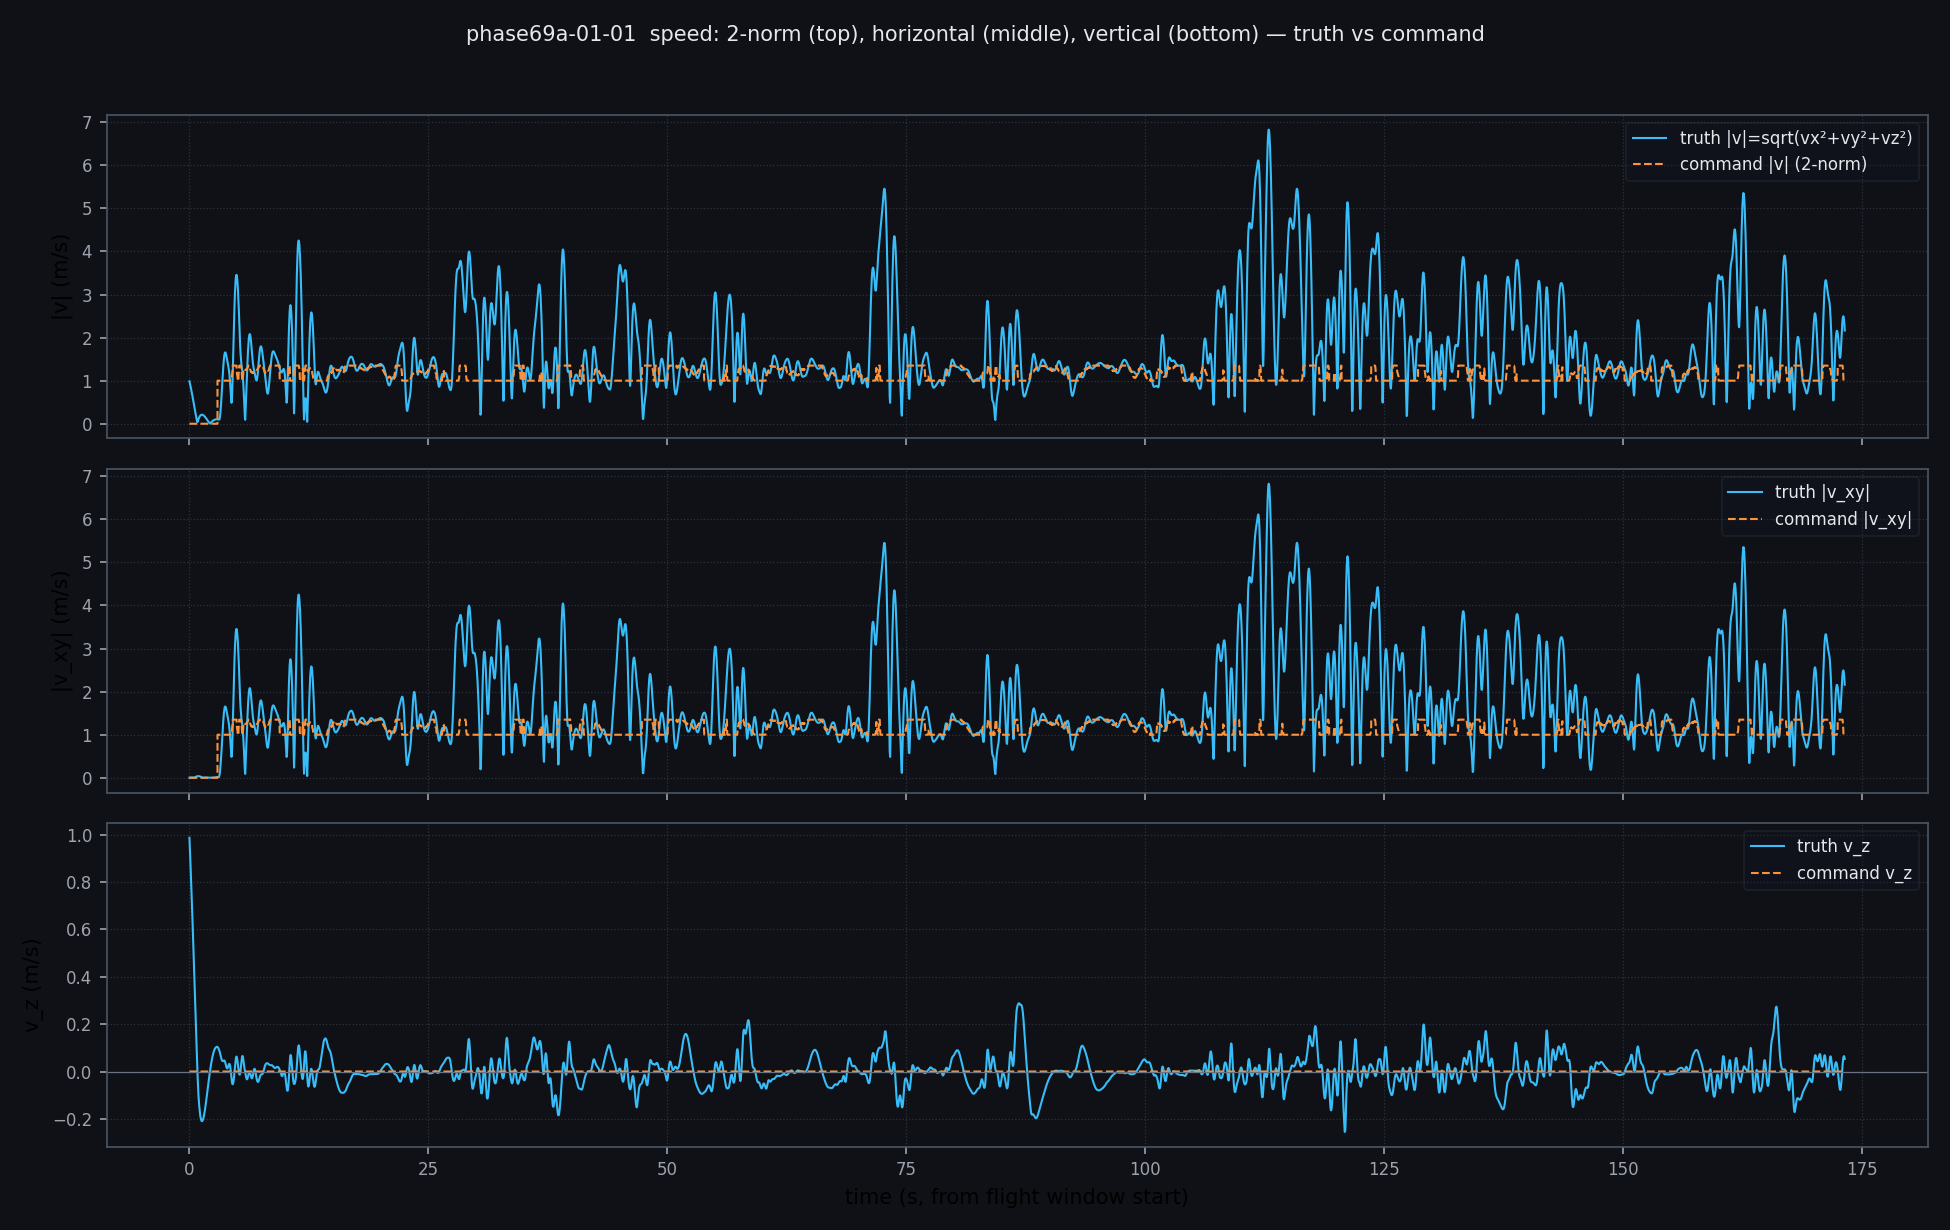 phase69a-01-01  speed: 2-norm (top), horizontal (middle), vertical (bottom) — truth vs command
|v| (m/s)
7
6
5
4
3
2
1
0
truth |v|=sqrt(vx²+vy²+vz²)
command |v| (2-norm)
|v_xy| (m/s)
7
6
5
4
3
2
1
0
truth |v_xy|
command |v_xy|
v_z (m/s)
1.0
0.8
0.6
0.4
0.2
0.0
−0.2
truth v_z
command v_z
0 25 50 75 100 125 150 175
time (s, from flight window start)